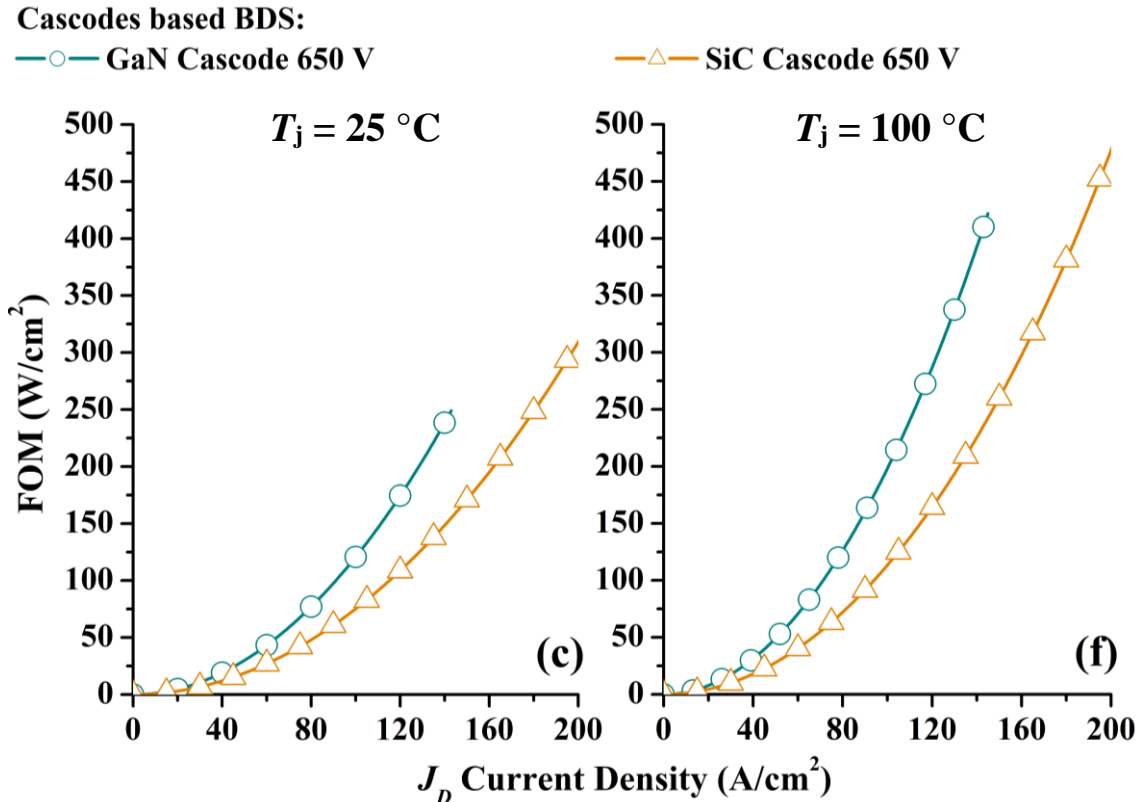 Cascodes based BDS:
GaN Cascode 650 V
SiC Cascode 650 V
Tj = 25 °C
Tj = 100 °C
500
450
400
350
300
250
200
150
100
50
0
500
450
400
350
300
250
200
150
100
50
0
FOM (W/cm²)
(c)
(f)
0 40 80 120 160 200
0 40 80 120 160 200
J_D Current Density (A/cm²)